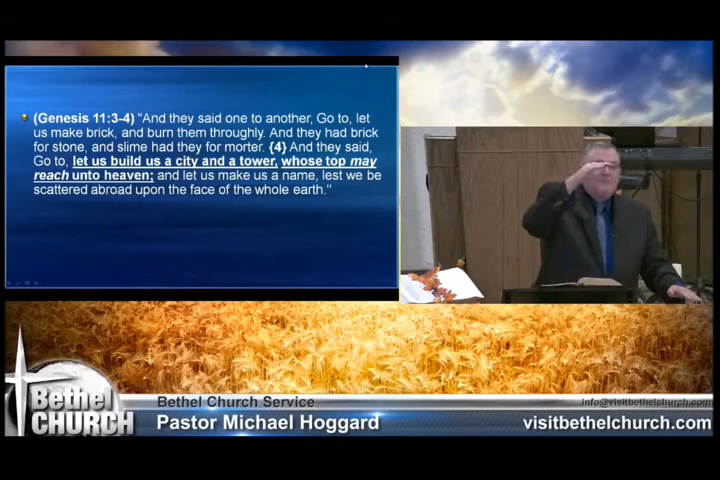 (Genesis 11:3-4) "And they said one to another, Go to, let
us make brick, and burn them throughly. And they had brick
for stone, and slime had they for morter. {4} And they said,
Go to, let us build us a city and a tower, whose top may
reach unto heaven; and let us make us a name, lest we be
scattered abroad upon the face of the whole earth."
Bethel
CHURCH
Bethel Church Service
info@visitbethelchurch.com
Pastor Michael Hoggard
visitbethelchurch.com